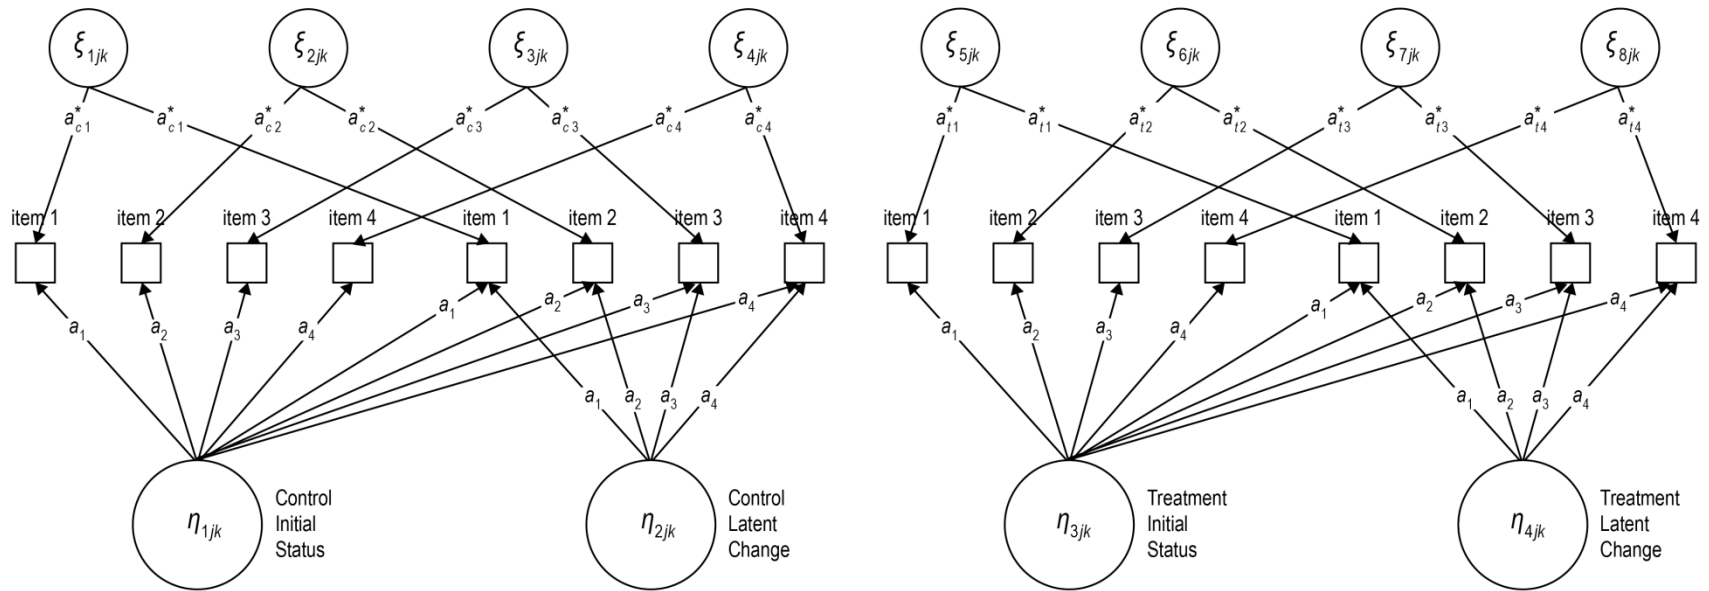 ξ1jk ξ2jk ξ3jk ξ4jk ξ5jk ξ6jk ξ7jk ξ8jk
a*c1 a*c1 a*c2 a*c2 a*c3 a*c3 a*c4 a*c4 a*t1 a*t1 a*t2 a*t2 a*t3 a*t3 a*t4 a*t4
item 1 item 2 item 3 item 4 item 1 item 2 item 3 item 4 item 1 item 2 item 3 item 4 item 1 item 2 item 3 item 4
a1 a2 a3 a4 a1 a2 a3 a4 a1 a2 a3 a4 a1 a2 a3 a4
a1 a2 a3 a4 a1 a2 a3 a4
η1jk
Control
Initial
Status
η2jk
Control
Latent
Change
η3jk
Treatment
Initial
Status
η4jk
Treatment
Latent
Change